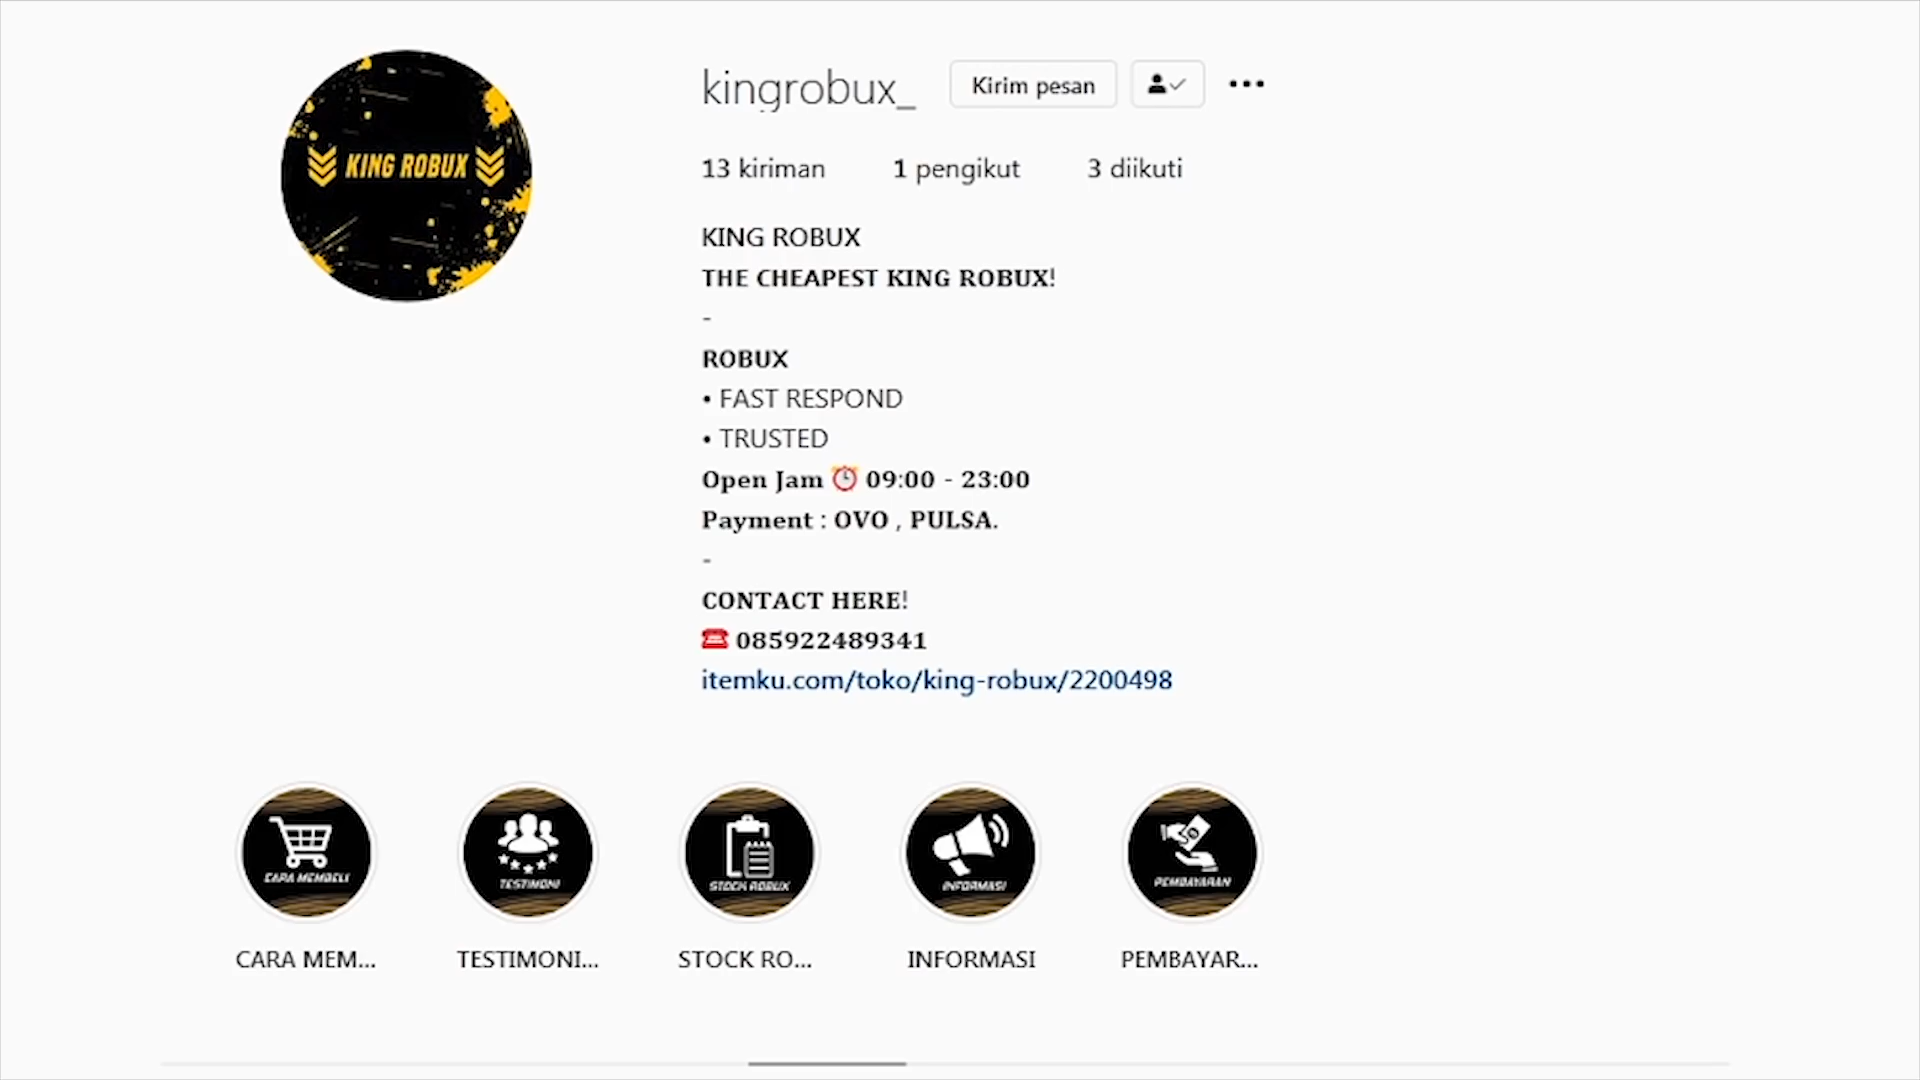 KING ROBUX
kingrobux_
Kirim pesan
13 kiriman 1 pengikut 3 diikuti
KING ROBUX
THE CHEAPEST KING ROBUX!
-
ROBUX
• FAST RESPOND
• TRUSTED
Open Jam ⏰ 09:00 - 23:00
Payment : OVO , PULSA.
-
CONTACT HERE!
☎ 085922489341
itemku.com/toko/king-robux/2200498
CARA MEMBELI
TESTIMONI
STOCK ROBUX
INFORMASI
PEMBAYARAN
CARA MEM...
TESTIMONI...
STOCK RO...
INFORMASI
PEMBAYAR...